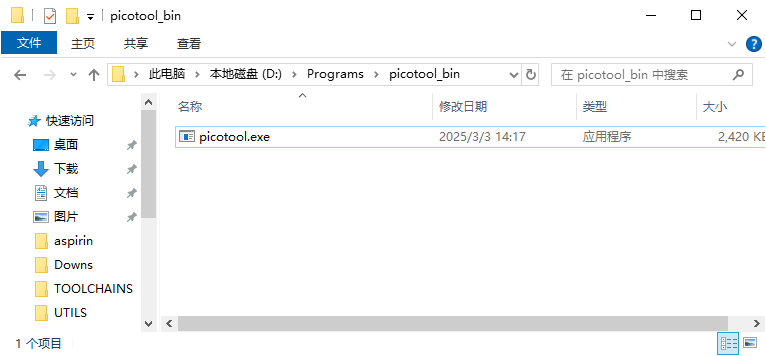 picotool_bin
文件 主页 共享 查看
此电脑 本地磁盘 (D:) Programs picotool_bin 在 picotool_bin 中搜索
名称 修改日期 类型 大小
快速访问
picotool.exe 2025/3/3 14:17 应用程序 2,420 KB
桌面
下载
文档
图片
aspirin
Downs
TOOLCHAINS
UTILS
1 个项目